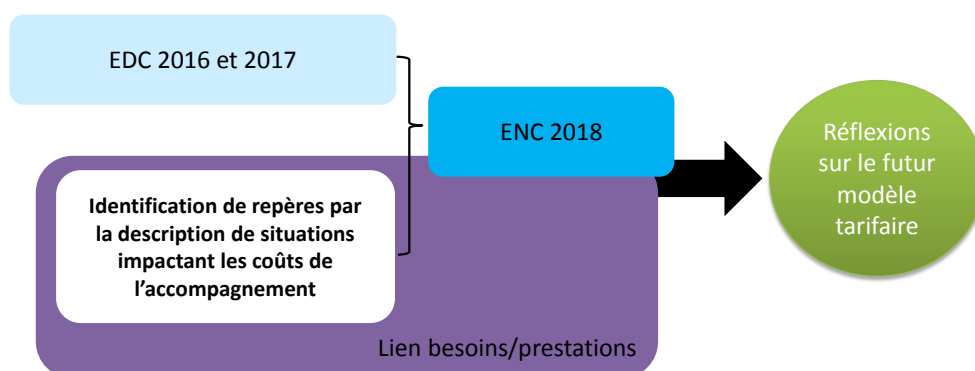 EDC 2016 et 2017
ENC 2018
Identification de repères par
la description de situations
impactant les coûts de
l’accompagnement
Lien besoins/prestations
Réflexions
sur le futur
modèle
tarifaire